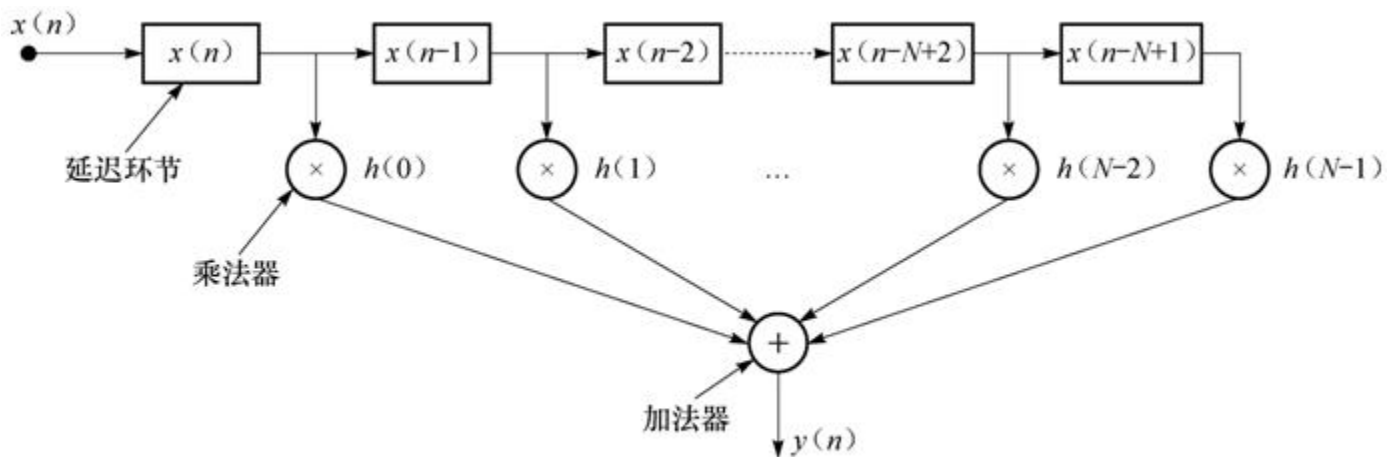 x(n)
x(n) x(n-1) x(n-2) x(n-N+2) x(n-N+1)
延迟环节
× h(0) × h(1) … × h(N-2) × h(N-1)
乘法器
+
加法器
y(n)